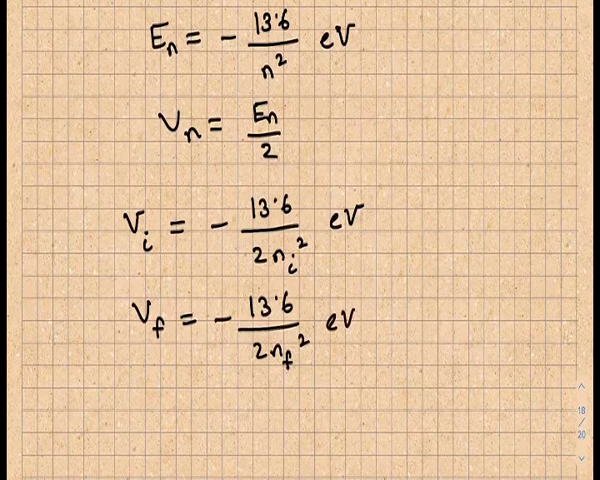 Eₙ = - 13.6/n² eV
Vₙ = Eₙ/2
Vᵢ = - 13.6/2nᵢ² eV
V_f = - 13.6/2n_f² eV
18
/
20